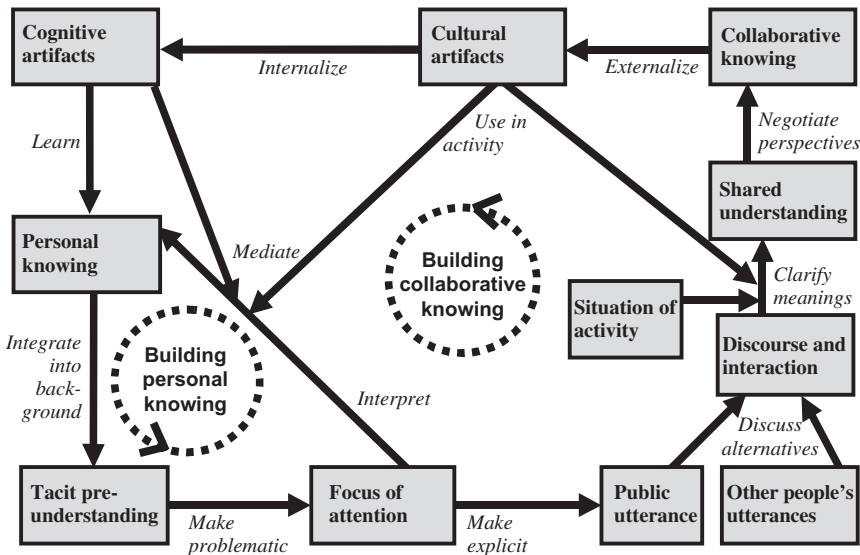 Cognitive
artifacts
Internalize
Cultural
artifacts
Externalize
Collaborative
knowing
Learn
Use in
activity
Negotiate
perspectives
Shared
understanding
Personal
knowing
Mediate
Building
collaborative
knowing
Situation of
activity
Clarify
meanings
Integrate
into
back-
ground
Building
personal
knowing
Interpret
Discourse and
interaction
Discuss
alternatives
Tacit pre-
understanding
Make
problematic
Focus of
attention
Make
explicit
Public
utterance
Other people's
utterances